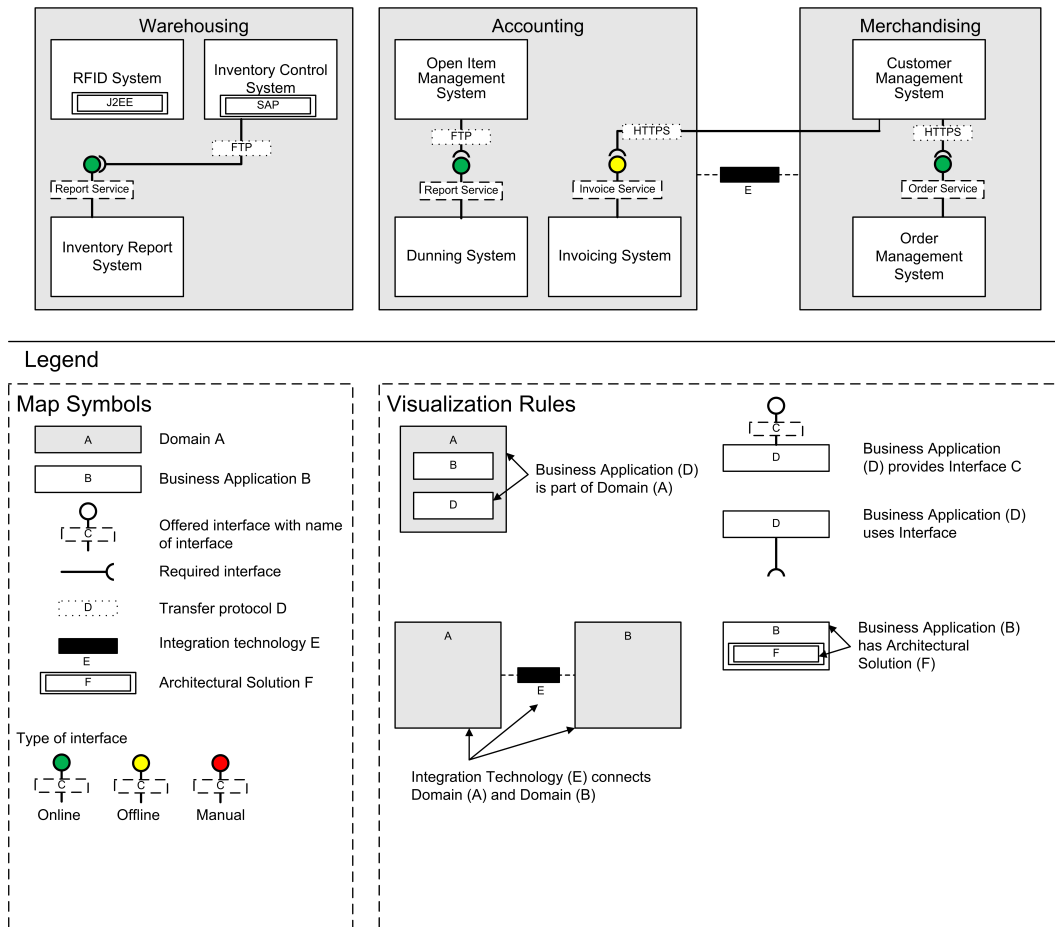 Warehousing
RFID System
J2EE
Inventory Control
System
SAP
FTP
Report Service
Inventory Report
System
Accounting
Open Item
Management
System
FTP
Report Service
Dunning System
HTTPS
Invoice Service
Invoicing System
E
Merchandising
Customer
Management
System
HTTPS
Order Service
Order
Management
System
Legend
Map Symbols
A
Domain A
B
Business Application B
C
Offered interface with name
of interface
Required interface
D
Transfer protocol D
Integration technology E
E
F
Architectural Solution F
Type of interface
C
C
C
Online
Offline
Manual
Visualization Rules
A
B
D
Business Application (D)
is part of Domain (A)
C
D
Business Application
(D) provides Interface C
D
Business Application (D)
uses Interface
A
B
E
Integration Technology (E) connects
Domain (A) and Domain (B)
B
F
Business Application (B)
has Architectural
Solution (F)